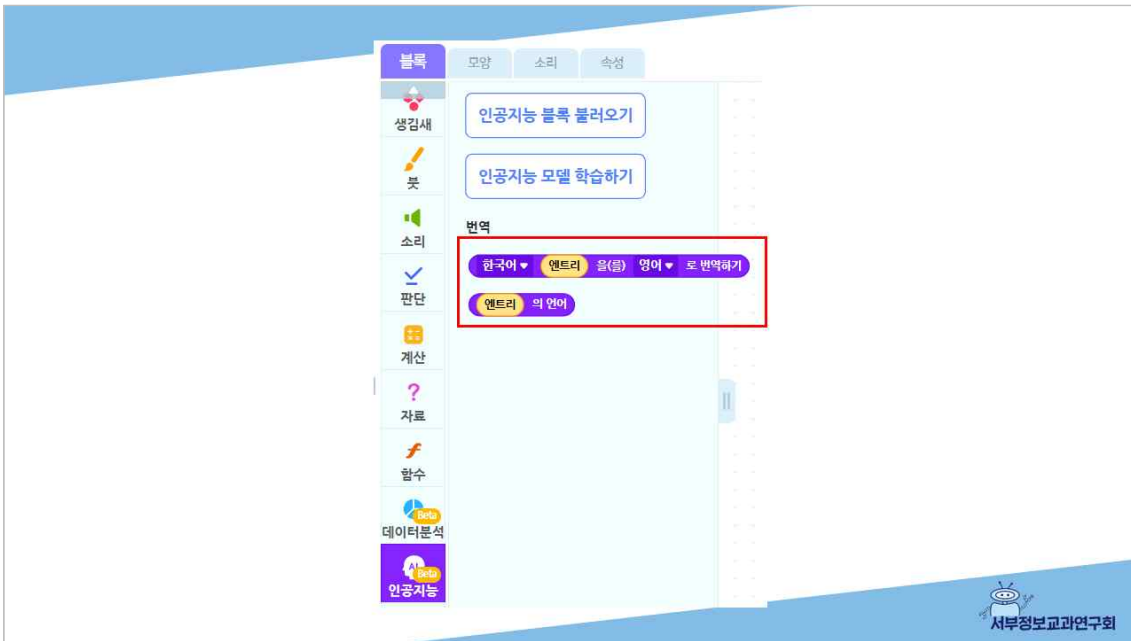 블록 모양 소리 속성
생김새
붓
소리
판단
계산
자료
함수
Beta
데이터분석
AI
Beta
인공지능
인공지능 블록 불러오기
인공지능 모델 학습하기
번역
한국어 엔트리 을(를) 영어 로 번역하기
엔트리 의 언어
서부정보교과연구회